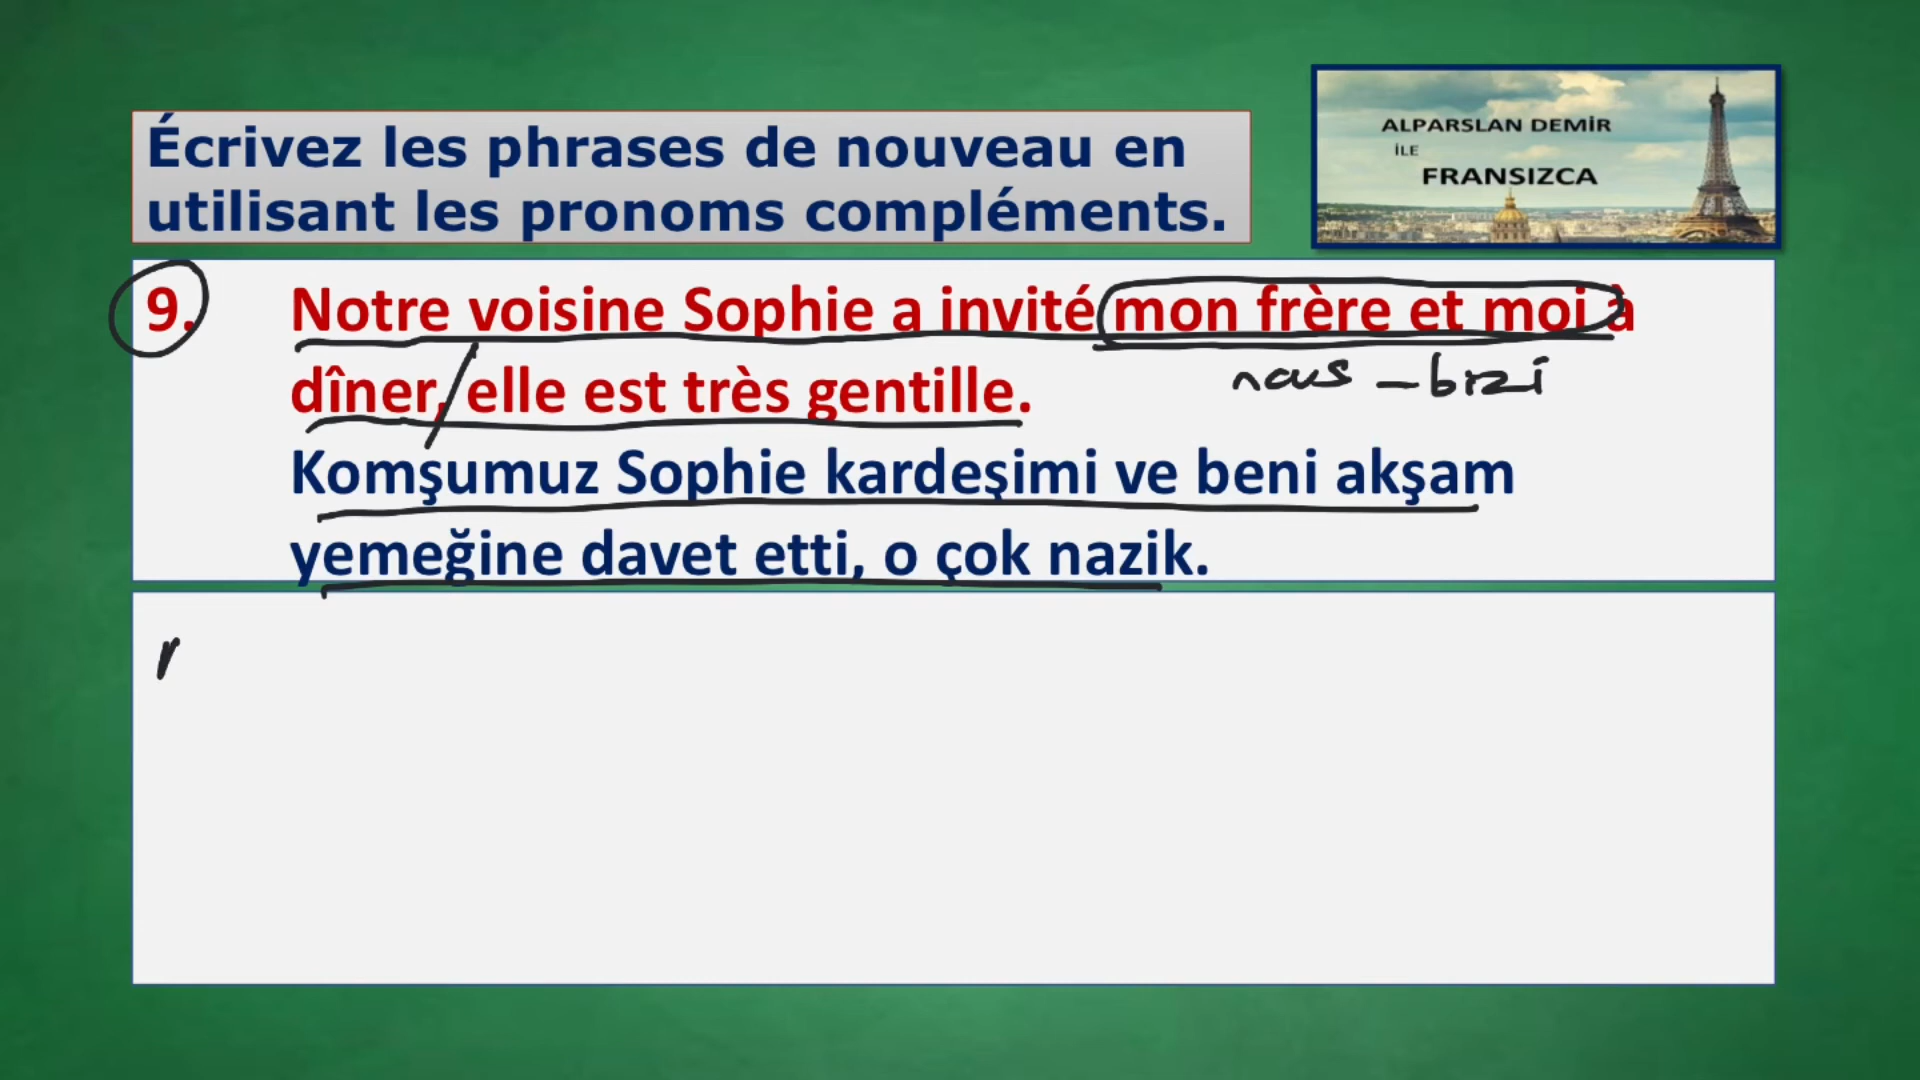 Écrivez les phrases de nouveau en
utilisant les pronoms compléments.
ALPARSLAN DEMİR
İLE
FRANSIZCA
9. Notre voisine Sophie a invité mon frère et moi à
dîner, elle est très gentille.
nous – bizi
Komşumuz Sophie kardeşimi ve beni akşam
yemeğine davet etti, o çok nazik.